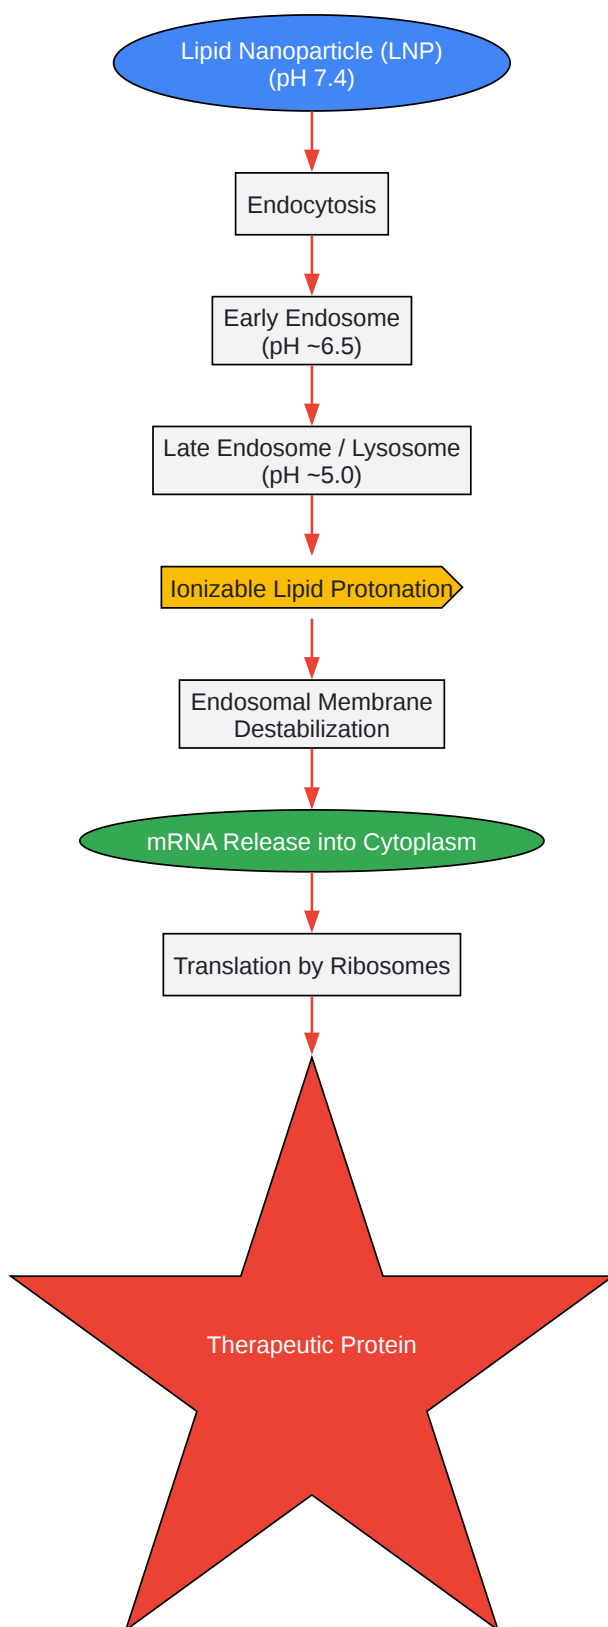 Lipid Nanoparticle (LNP)
(pH 7.4)
Endocytosis
Early Endosome
(pH ~6.5)
Late Endosome / Lysosome
(pH ~5.0)
Ionizable Lipid Protonation
Endosomal Membrane
Destabilization
mRNA Release into Cytoplasm
Translation by Ribosomes
Therapeutic Protein